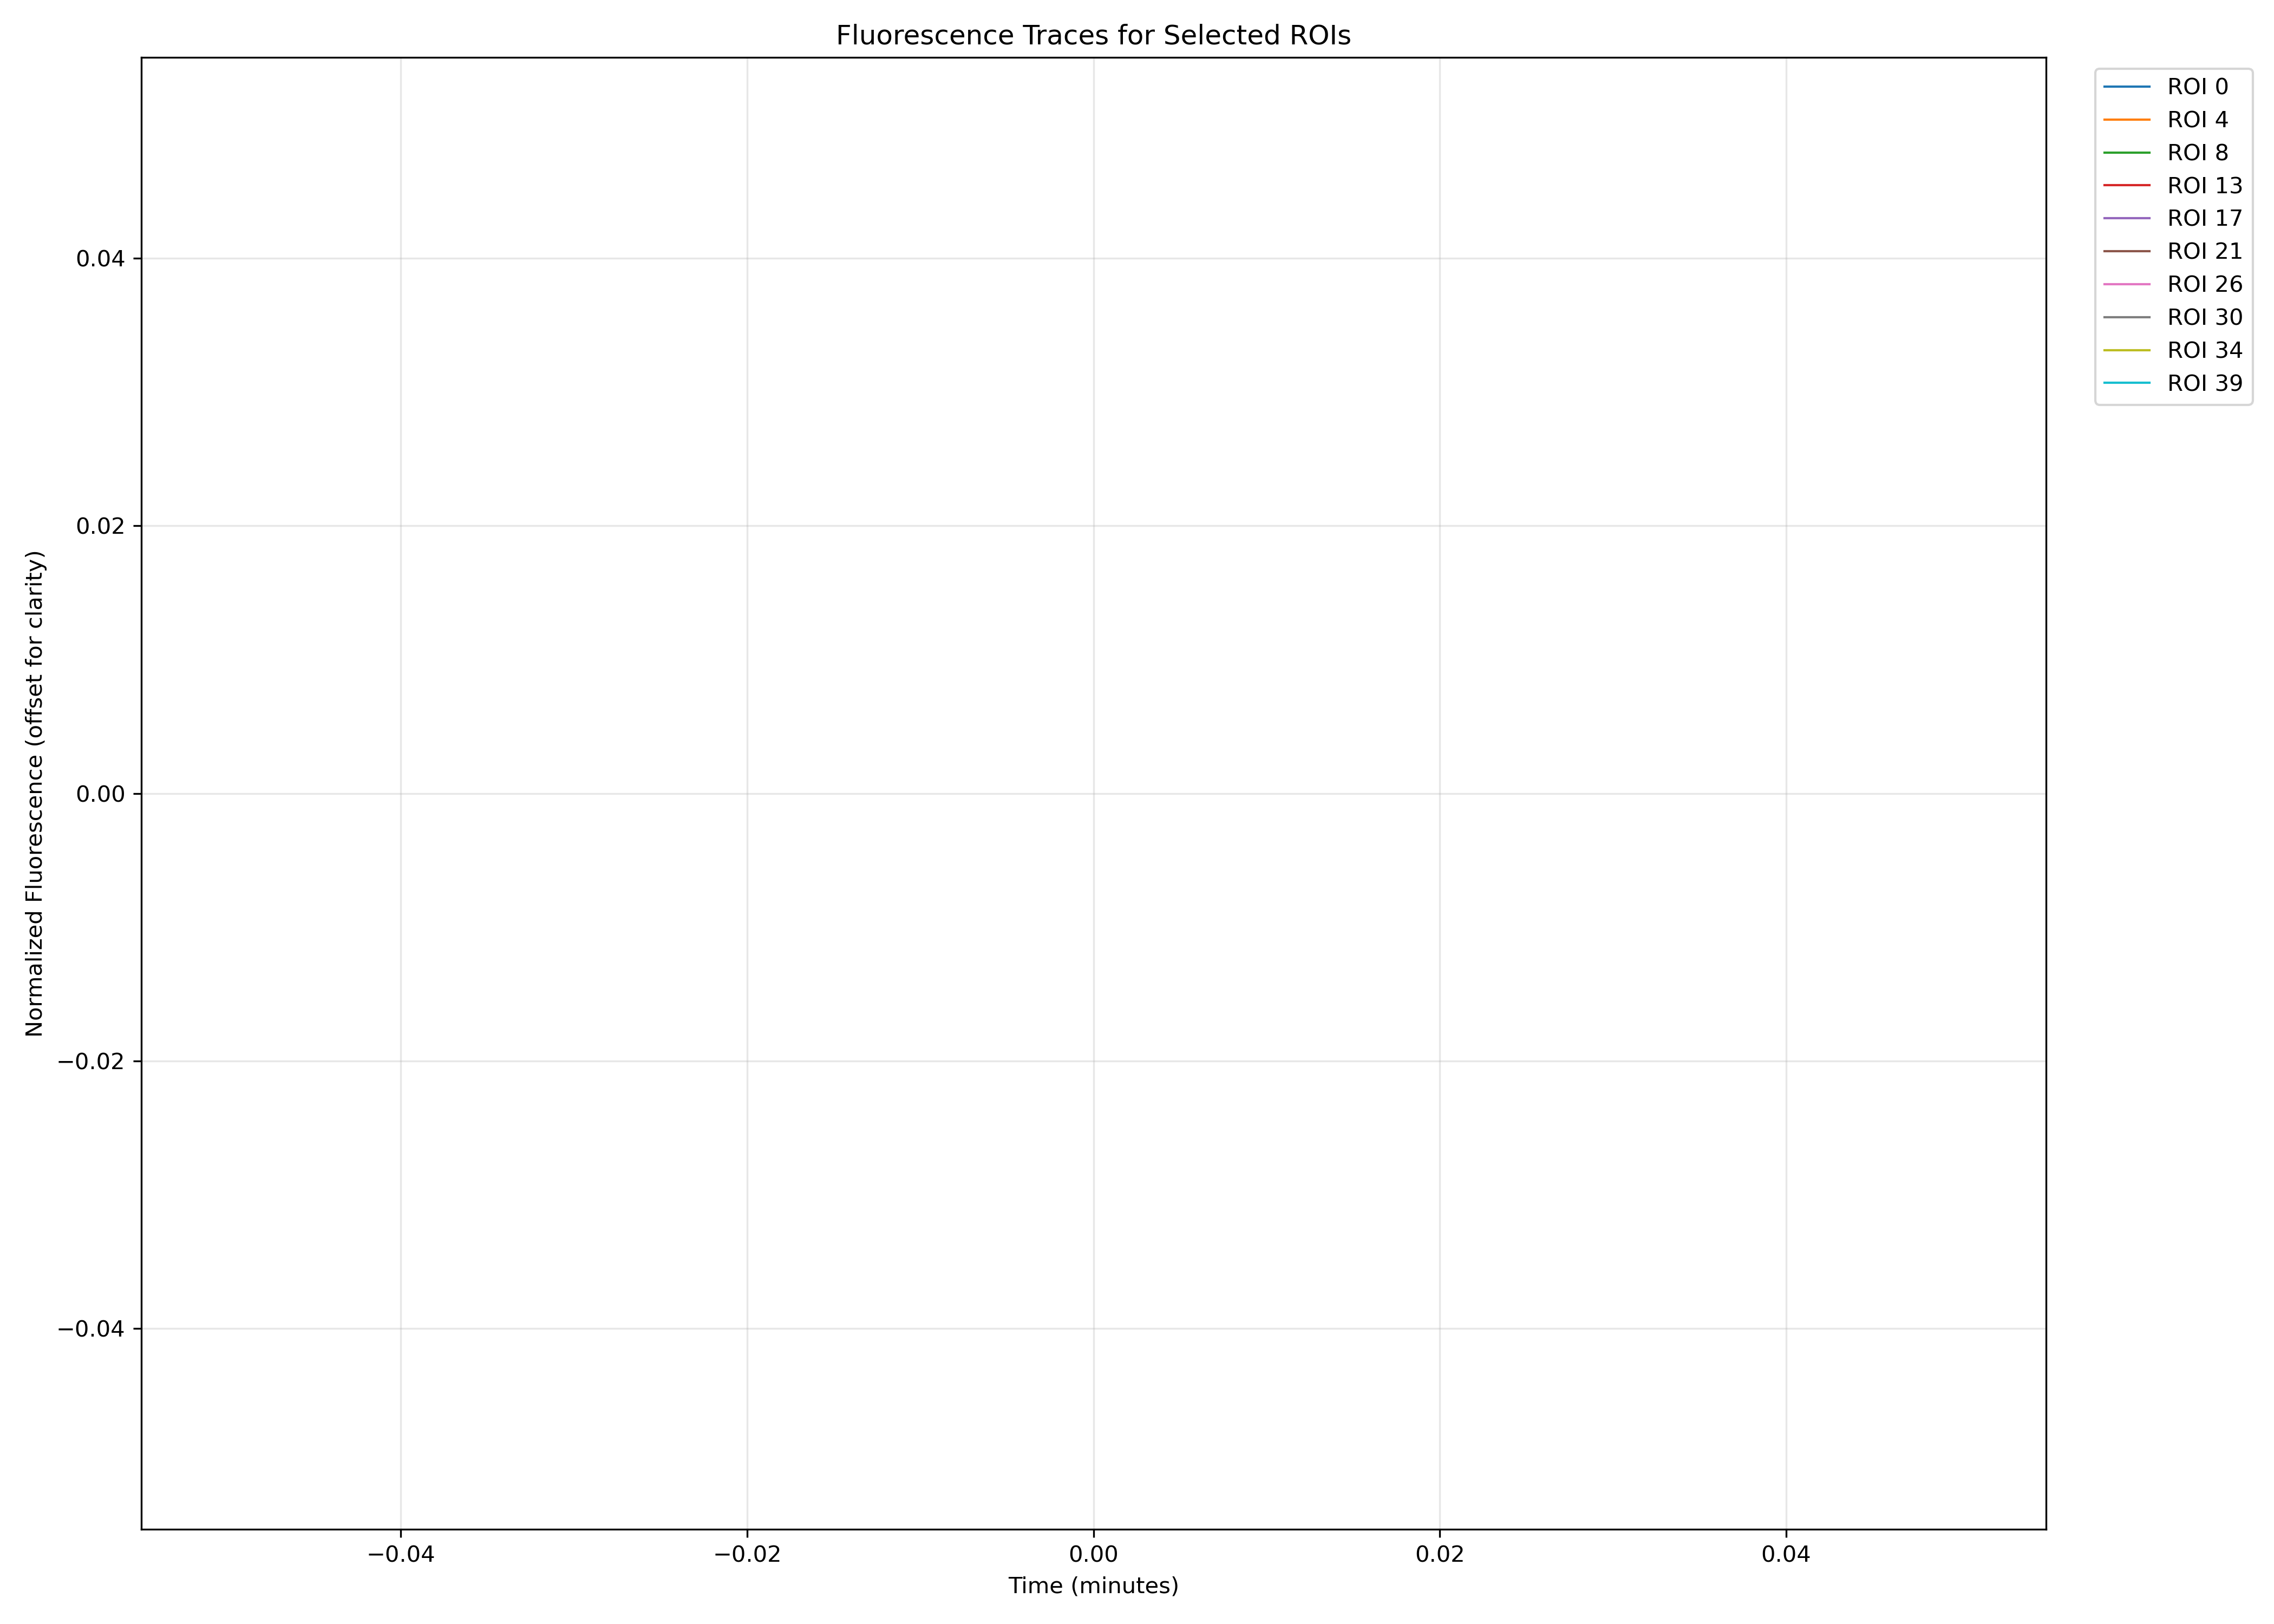 Fluorescence Traces for Selected ROIs
ROI 0
ROI 4
ROI 8
ROI 13
ROI 17
ROI 21
ROI 26
ROI 30
ROI 34
ROI 39
Normalized Fluorescence (offset for clarity)
0.04
0.02
0.00
−0.02
−0.04
−0.04
−0.02
0.00
0.02
0.04
Time (minutes)